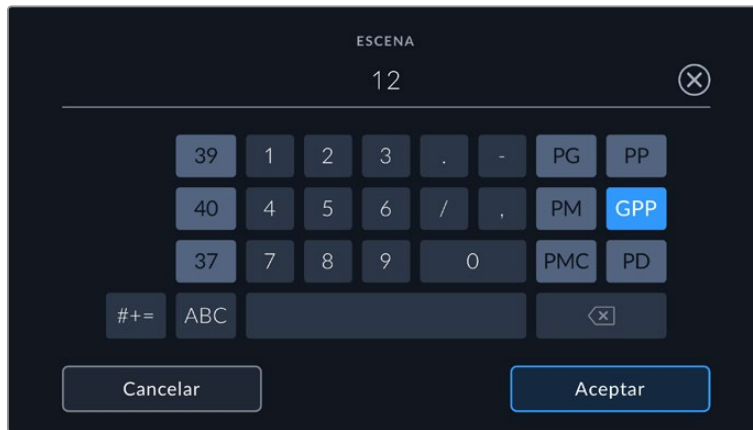 ESCENA
12
39 1 2 3 . - PG PP
40 4 5 6 / , PM GPP
37 7 8 9 0 PMC PD
#+= ABC
Cancelar Aceptar